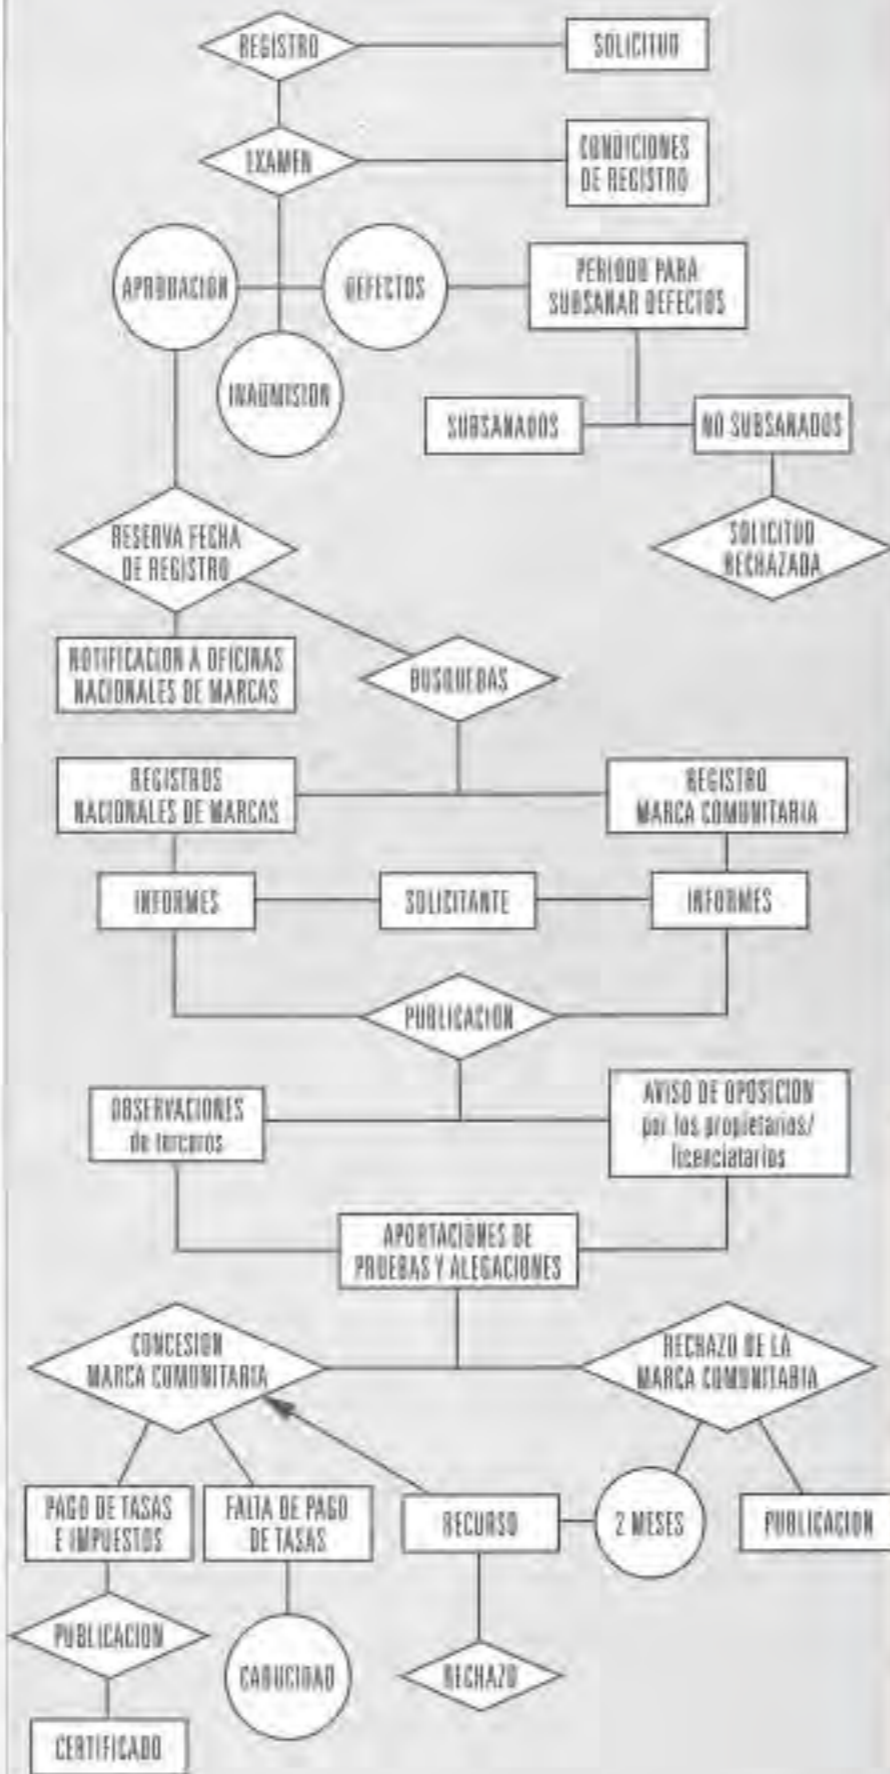 REGISTRO
SOLICITUD
EXAMEN
CONDICIONES
DE REGISTRO
APROBACIÓN
DEFECTOS
PERIODO PARA
SUBSANAR DEFECTOS
INADMISION
SUBSANADOS
NO SUBSANADOS
RESERVA FECHA
DE REGISTRO
SOLICITUD
RECHAZADA
NOTIFICACION A OFICINAS
NACIONALES DE MARCAS
BUSQUEDAS
REGISTROS
NACIONALES DE MARCAS
REGISTRO
MARCA COMUNITARIA
INFORMES
SOLICITANTE
INFORMES
PUBLICACION
OBSERVACIONES
de terceros
AVISO DE OPOSICION
por los propietarios/
licenciatarios
APORTACIONES DE
PRUEBAS Y ALEGACIONES
CONCESION
MARCA COMUNITARIA
RECHAZO DE LA
MARCA COMUNITARIA
PAGO DE TASAS
E IMPUESTOS
FALTA DE PAGO
DE TASAS
RECURSO
2 MESES
PUBLICACION
PUBLICACION
CADUCIDAD
RECHAZO
CERTIFICADO